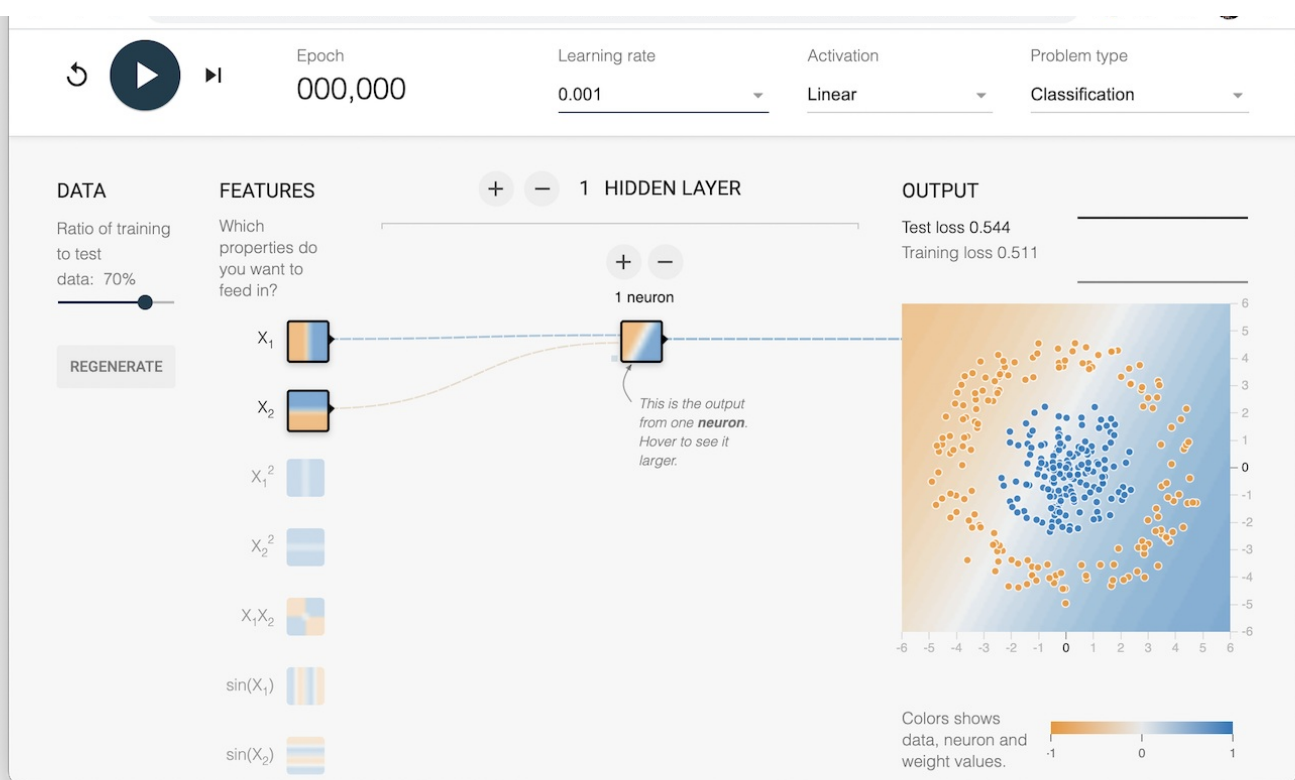 Epoch
000,000
Learning rate
0.001
Activation
Linear
Problem type
Classification
DATA
Ratio of training
to test
data: 70%
REGENERATE
FEATURES
Which
properties do
you want to
feed in?
X₁
X₂
X₁²
X₂²
X₁X₂
sin(X₁)
sin(X₂)
+ − 1 HIDDEN LAYER
+ −
1 neuron
This is the output
from one neuron.
Hover to see it
larger.
OUTPUT
Test loss 0.544
Training loss 0.511
6
5
4
3
2
1
0
-1
-2
-3
-4
-5
-6
-6 -5 -4 -3 -2 -1 0 1 2 3 4 5 6
Colors shows
data, neuron and
weight values.
-1 0 1